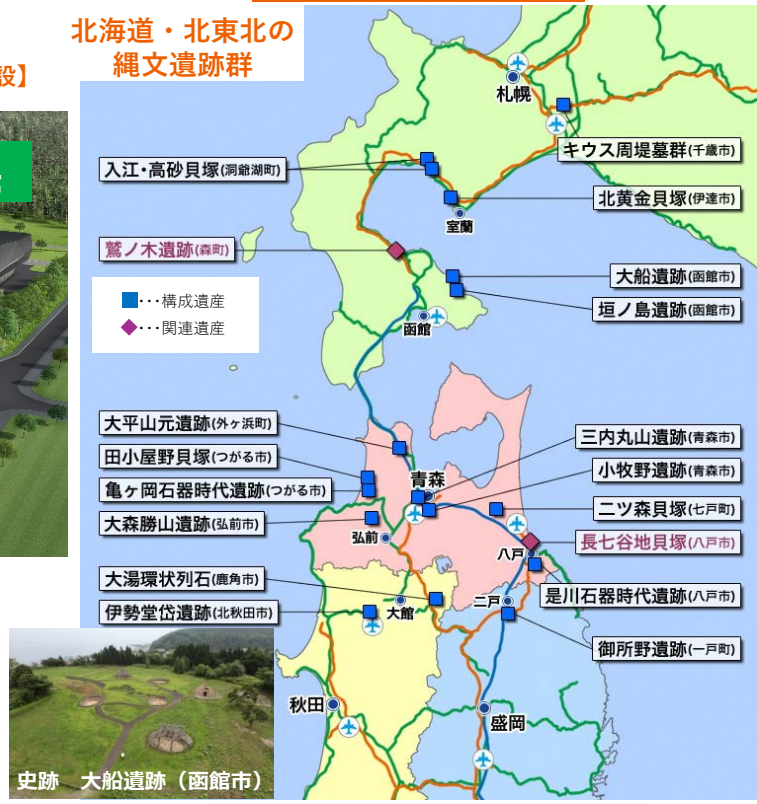 北海道・北東北の
縄文遺跡群
設】
札幌
キウス周堤墓群(千歳市)
入江・高砂貝塚(洞爺湖町)
北黄金貝塚(伊達市)
室蘭
鷲ノ木遺跡(森町)
大船遺跡(函館市)
■・・・構成遺産
垣ノ島遺跡(函館市)
◆・・・関連遺産
函館
大平山元遺跡(外ヶ浜町)
三内丸山遺跡(青森市)
田小屋野貝塚(つがる市)
小牧野遺跡(青森市)
青森
亀ヶ岡石器時代遺跡(つがる市)
二ツ森貝塚(七戸町)
大森勝山遺跡(弘前市)
弘前
長七谷地貝塚(八戸市)
八戸
大湯環状列石(鹿角市)
是川石器時代遺跡(八戸市)
伊勢堂岱遺跡(北秋田市)
大館
二戸
御所野遺跡(一戸町)
秋田
盛岡
史跡 大船遺跡（函館市）